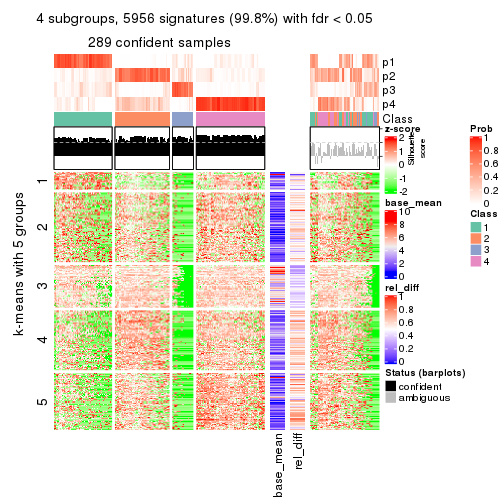 4 subgroups, 5956 signatures (99.8%) with fdr < 0.05
289 confident samples
p1
p2
p3
p4
Class
Silhouette
score
k-means with 5 groups
1
2
3
4
5
base_mean
rel_diff
z-score
2
1
0
-1
-2
base_mean
10
8
6
4
2
0
rel_diff
1
0.8
0.6
0.4
0.2
0
Status (barplots)
confident
ambiguous
Prob
1
0.8
0.6
0.4
0.2
0
Class
1
2
3
4